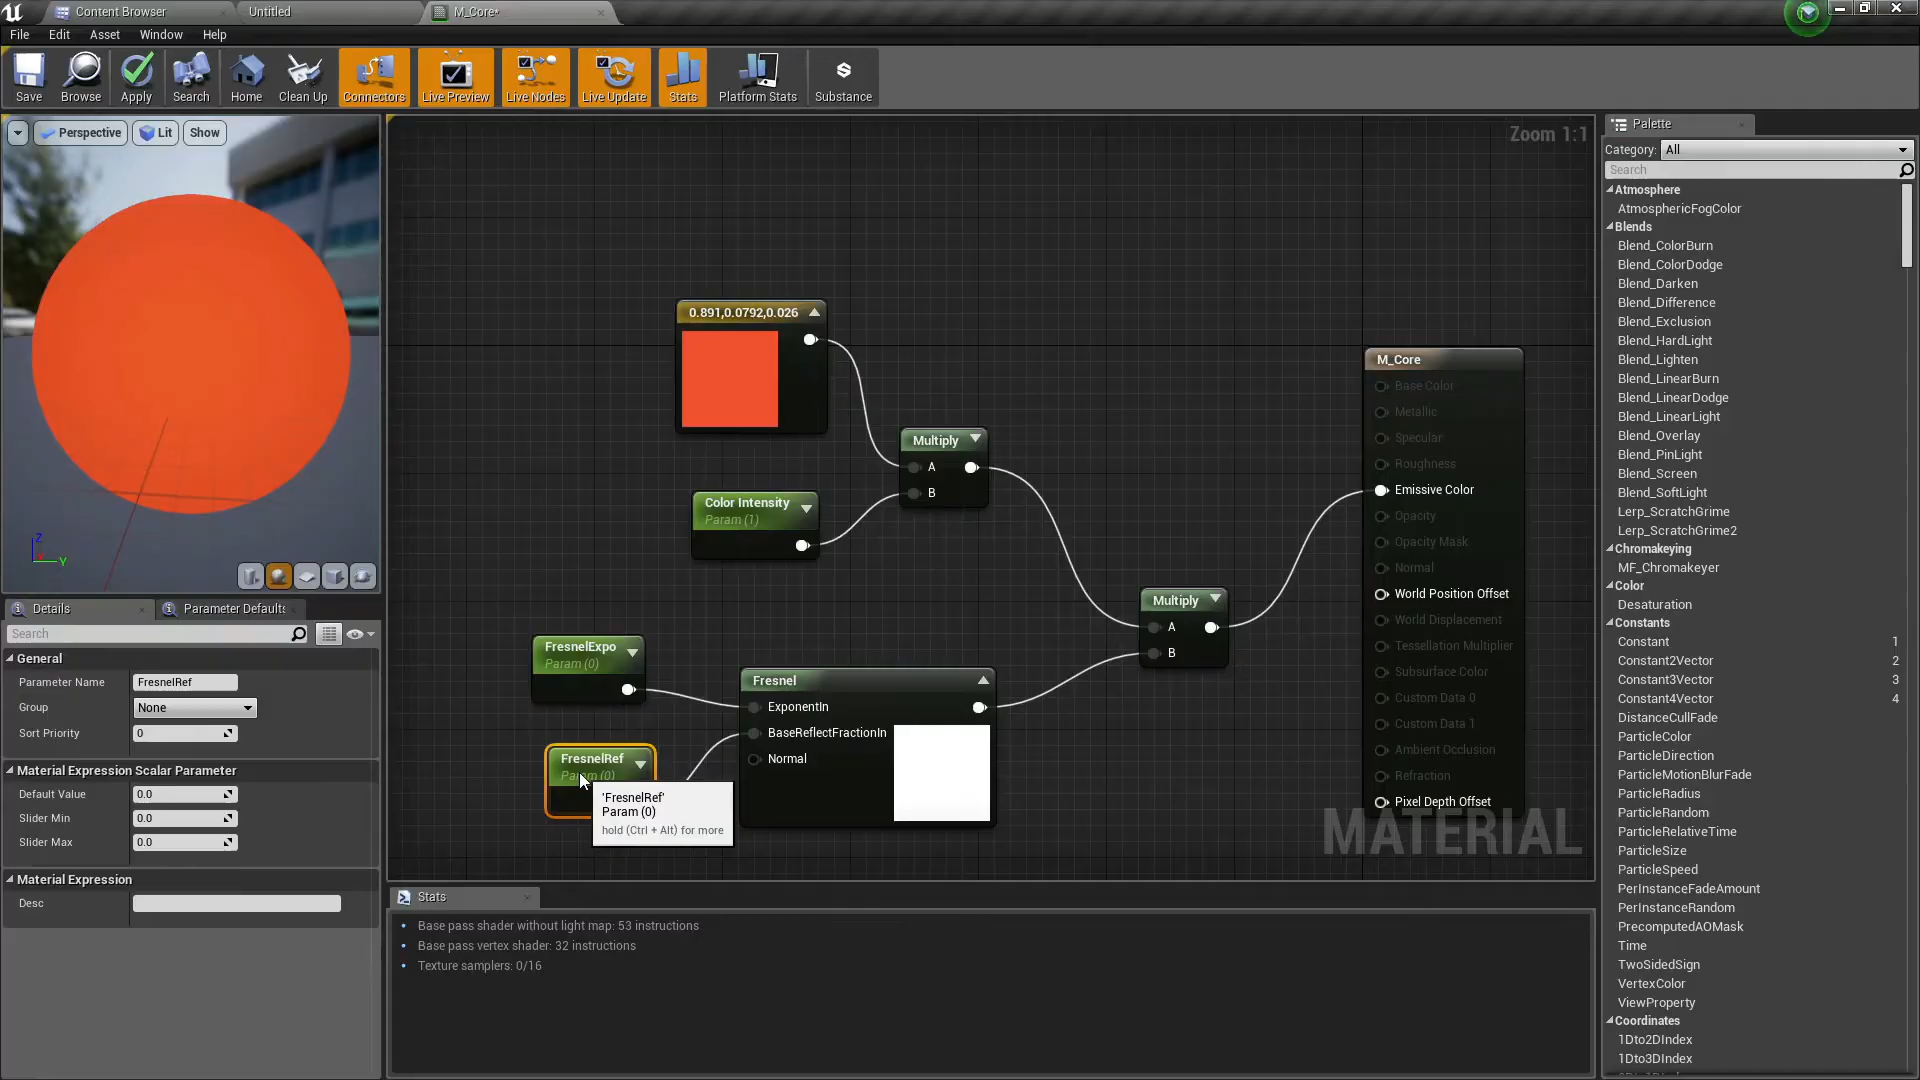 Content Browser
Untitled
M_Core*
File
Edit
Asset
Window
Help
Save
Browse
Apply
Search
Home
Clean Up
Connectors
Live Preview
Live Nodes
Live Update
Stats
Platform Stats
Substance
Perspective
Lit
Show
Z
Y
Details
Parameter Defaults
Search
General
Parameter Name
FresnelRef
Group
None
Sort Priority
0
Material Expression Scalar Parameter
Default Value
0.0
Slider Min
0.0
Slider Max
0.0
Material Expression
Desc
Zoom 1:1
0.891,0.0792,0.026
Color Intensity
Param (1)
Multiply
A
B
FresnelExpo
Param (0)
FresnelRef
Param (0)
'FresnelRef'
Param (0)
hold (Ctrl + Alt) for more
Fresnel
ExponentIn
BaseReflectFractionIn
Normal
Multiply
A
B
M_Core
Base Color
Metallic
Specular
Roughness
Emissive Color
Opacity
Opacity Mask
Normal
World Position Offset
World Displacement
Tessellation Multiplier
Subsurface Color
Custom Data 0
Custom Data 1
Ambient Occlusion
Refraction
Pixel Depth Offset
MATERIAL
Stats
Base pass shader without light map: 53 instructions
Base pass vertex shader: 32 instructions
Texture samplers: 0/16
Palette
Category:
All
Search
Atmosphere
AtmosphericFogColor
Blends
Blend_ColorBurn
Blend_ColorDodge
Blend_Darken
Blend_Difference
Blend_Exclusion
Blend_HardLight
Blend_Lighten
Blend_LinearBurn
Blend_LinearDodge
Blend_LinearLight
Blend_Overlay
Blend_PinLight
Blend_Screen
Blend_SoftLight
Lerp_ScratchGrime
Lerp_ScratchGrime2
Chromakeying
MF_Chromakeyer
Color
Desaturation
Constants
Constant 1
Constant2Vector 2
Constant3Vector 3
Constant4Vector 4
DistanceCullFade
ParticleColor
ParticleDirection
ParticleMotionBlurFade
ParticleRadius
ParticleRandom
ParticleRelativeTime
ParticleSize
ParticleSpeed
PerInstanceFadeAmount
PerInstanceRandom
PrecomputedAOMask
Time
TwoSidedSign
VertexColor
ViewProperty
Coordinates
1Dto2DIndex
1Dto3DIndex